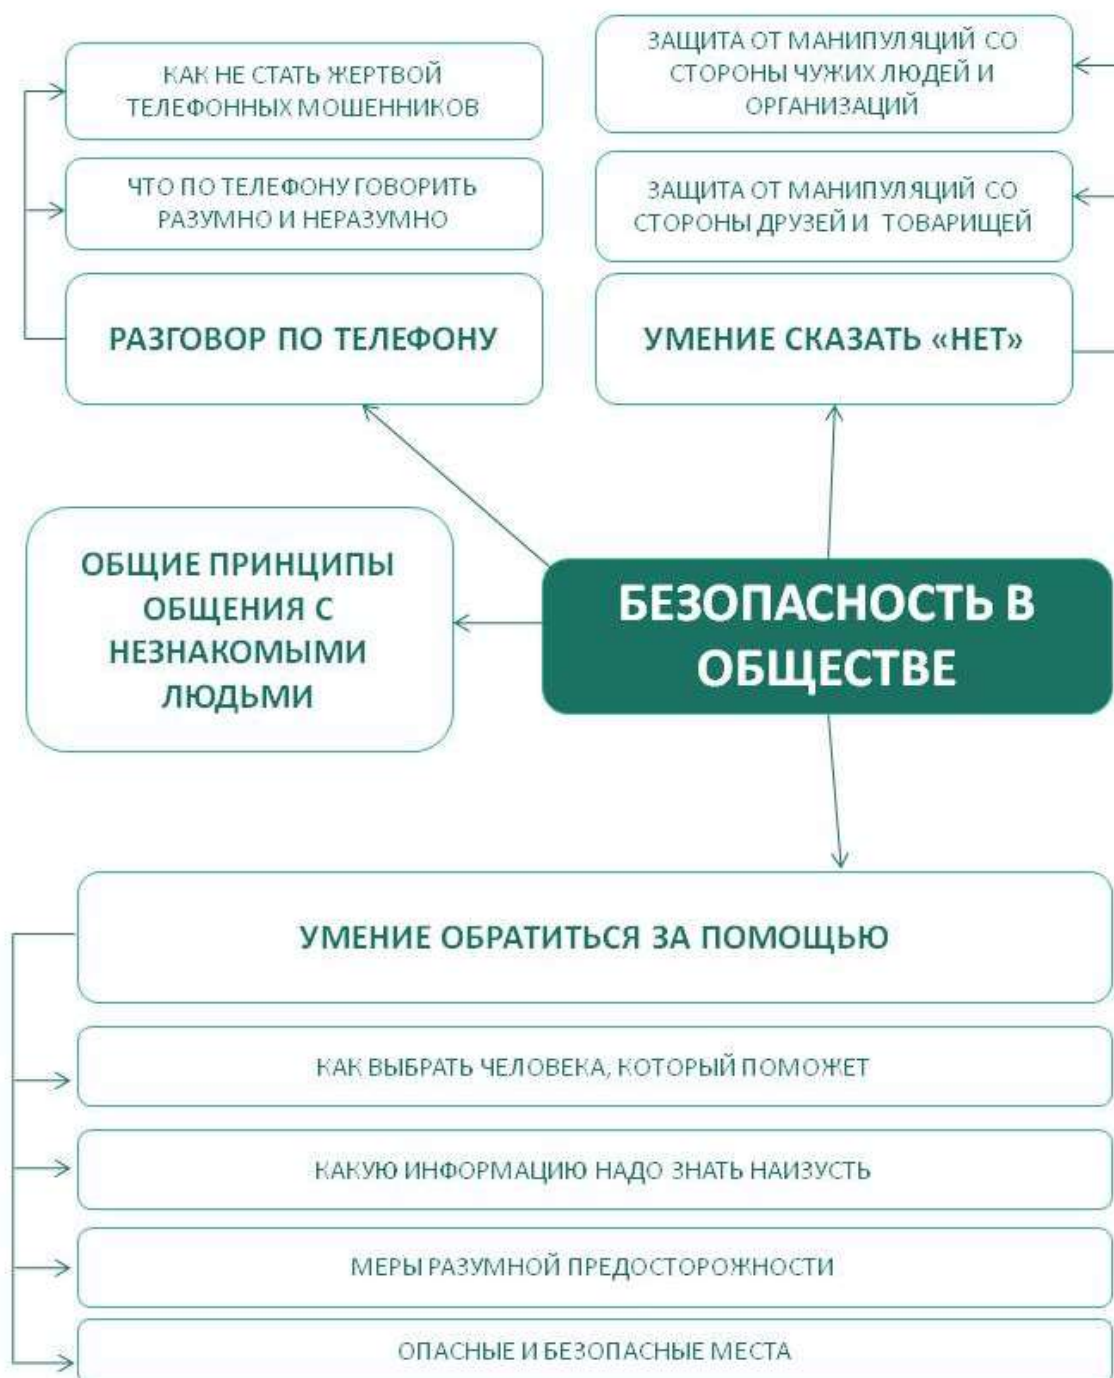 КАК НЕ СТАТЬ ЖЕРТВОЙ
ТЕЛЕФОННЫХ МОШЕННИКОВ
ЧТО ПО ТЕЛЕФОНУ ГОВОРИТЬ
РАЗУМНО И НЕРАЗУМНО
РАЗГОВОР ПО ТЕЛЕФОНУ
ЗАЩИТА ОТ МАНИПУЛЯЦИЙ СО
СТОРОНЫ ЧУЖИХ ЛЮДЕЙ И
ОРГАНИЗАЦИЙ
ЗАЩИТА ОТ МАНИПУЛЯЦИЙ СО
СТОРОНЫ ДРУЗЕЙ И ТОВАРИЩЕЙ
УМЕНИЕ СКАЗАТЬ «НЕТ»
ОБЩИЕ ПРИНЦИПЫ
ОБЩЕНИЯ С
НЕЗНАКОМЫМИ
ЛЮДЬМИ
БЕЗОПАСНОСТЬ В
ОБЩЕСТВЕ
УМЕНИЕ ОБРАТИТЬСЯ ЗА ПОМОЩЬЮ
КАК ВЫБРАТЬ ЧЕЛОВЕКА, КОТОРЫЙ ПОМОЖЕТ
КАКУЮ ИНФОРМАЦИЮ НАДО ЗНАТЬ НАИЗУСТЬ
МЕРЫ РАЗУМНОЙ ПРЕДОСТОРОЖНОСТИ
ОПАСНЫЕ И БЕЗОПАСНЫЕ МЕСТА